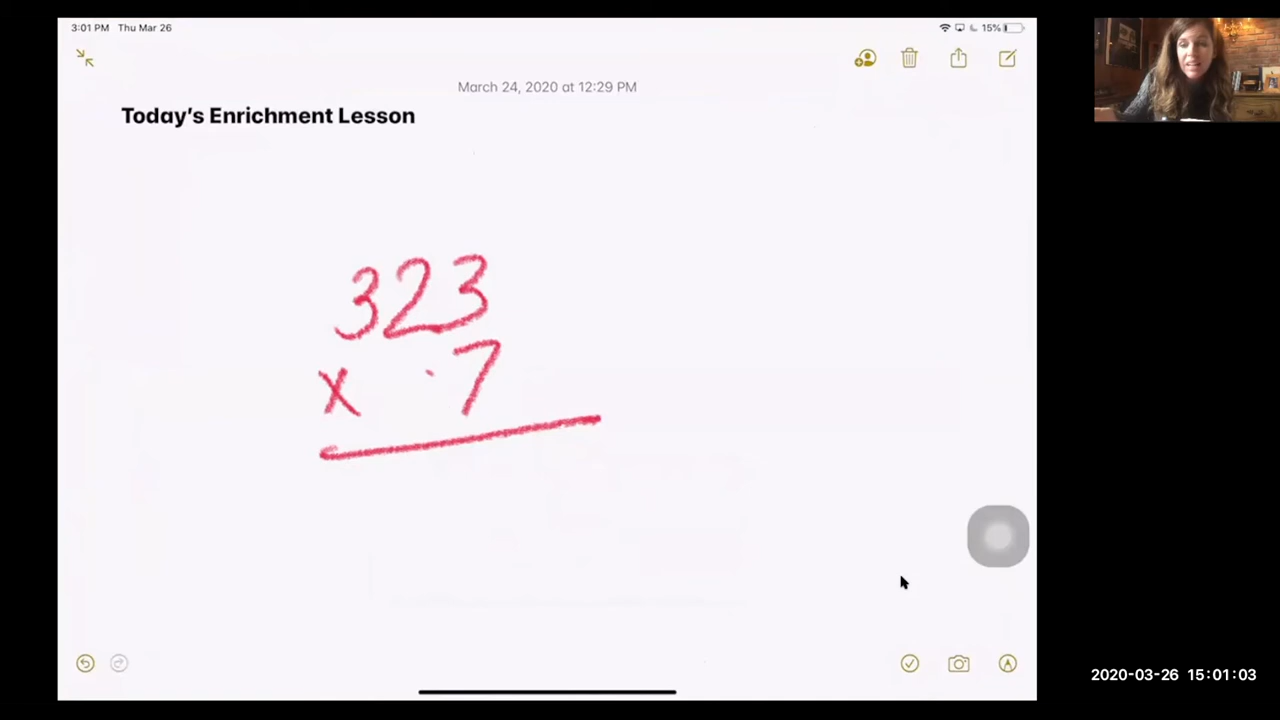 3:01 PM Thu Mar 26
15%
March 24, 2020 at 12:29 PM
Today's Enrichment Lesson
323
x 7
2020-03-26 15:01:03